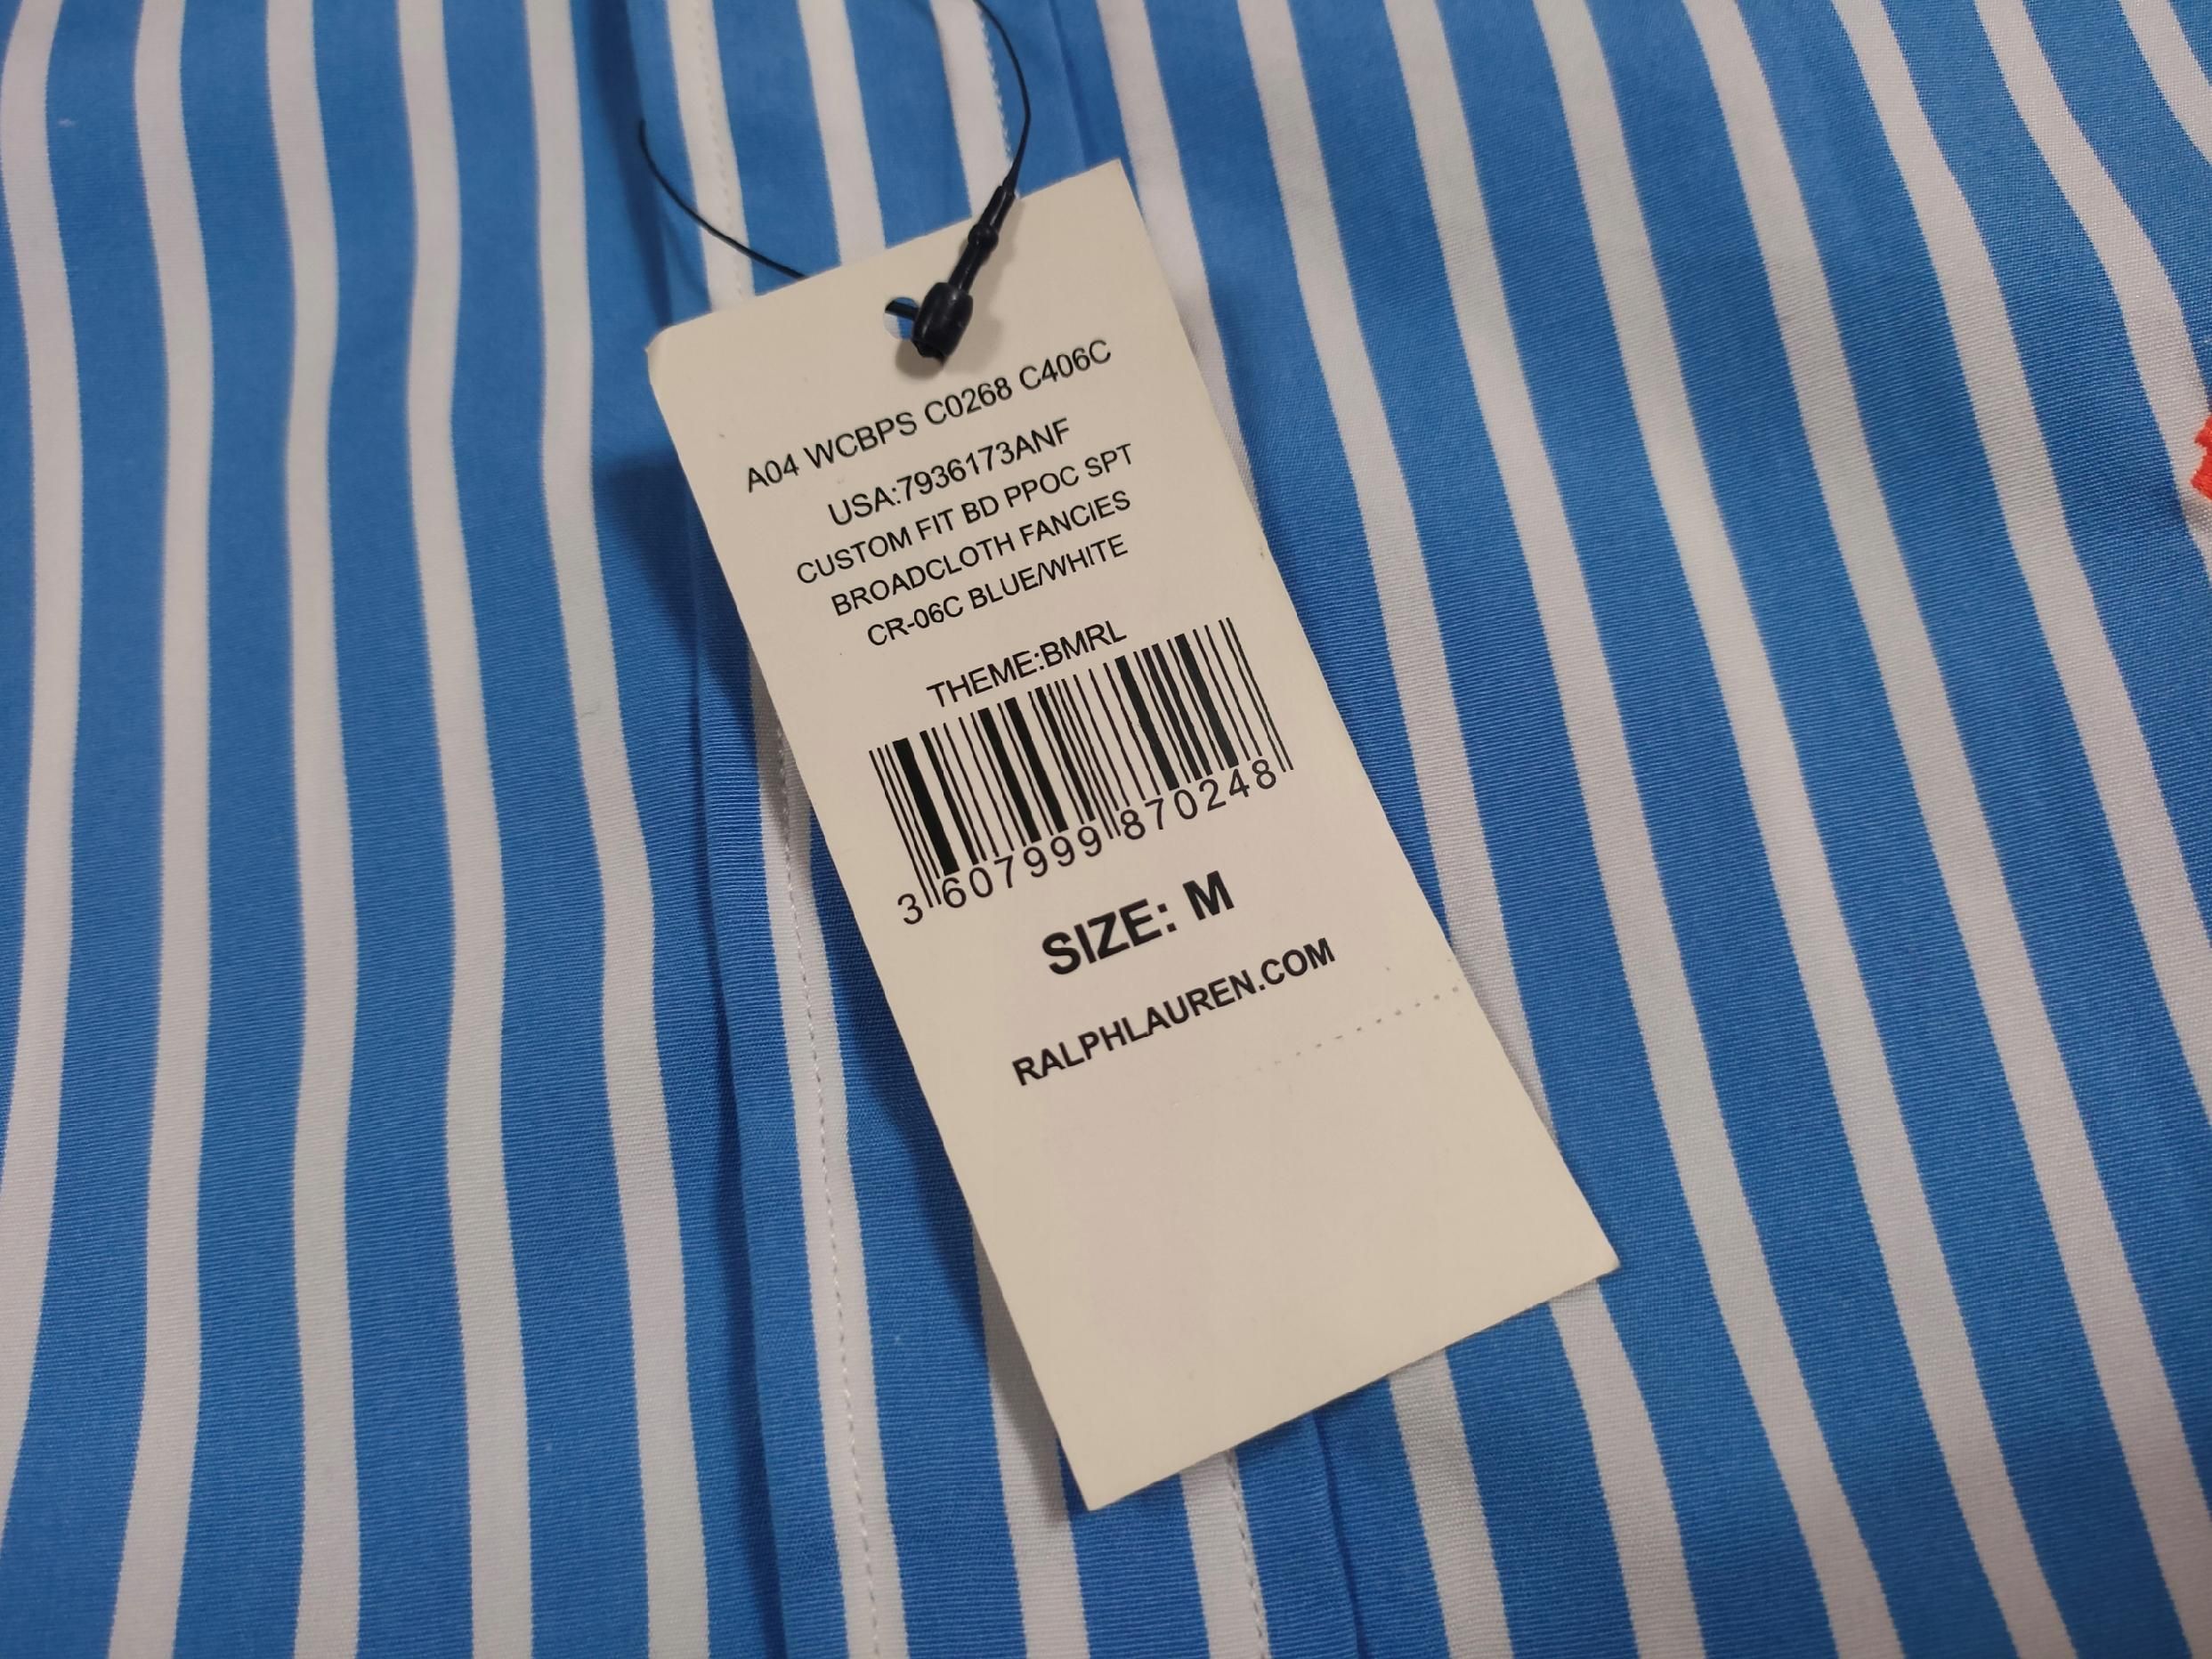 A04 WCBPS C0268 C406C
USA:7936173ANF
CUSTOM FIT BD PPOC SPT
BROADCLOTH FANCIES
CR-06C BLUE/WHITE
THEME:BMRL
3 607999 870248
SIZE: M
RALPHLAUREN.COM